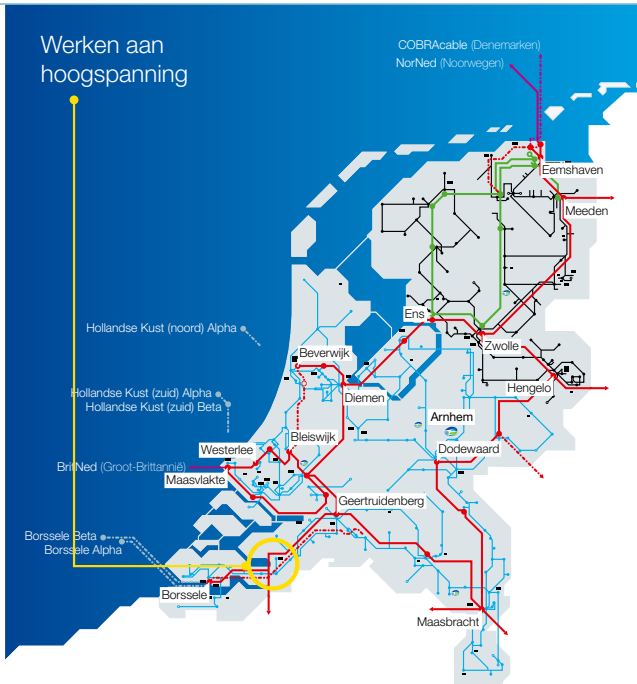 Werken aan
hoogspanning
COBRAcable (Denemarken)
NorNed (Noorwegen)
Eemshaven
Meeden
Ens
Hollandse Kust (noord) Alpha
Zwolle
Beverwijk
Hengelo
Diemen
Hollandse Kust (zuid) Alpha
Hollandse Kust (zuid) Beta
Arnhem
Bleiswijk
Westerlee
Dodewaard
BritNed (Groot-Brittannië)
Maasvlakte
Geertruidenberg
Borssele Beta
Borssele Alpha
Borssele
Maasbracht